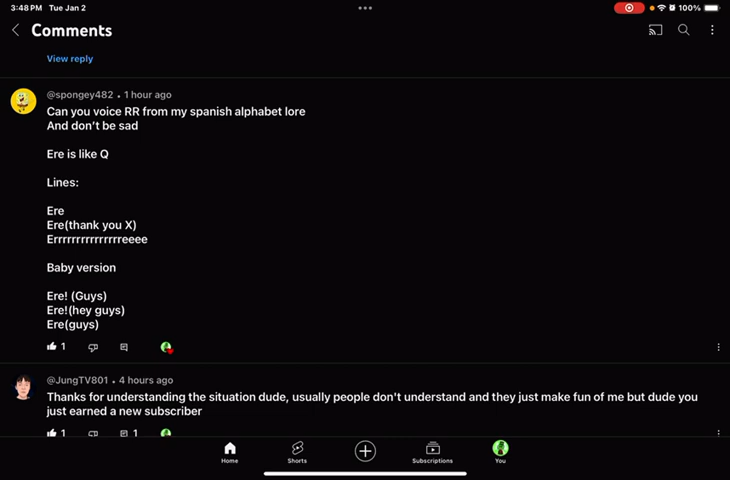 3:48 PM Tue Jan 2
100%
Comments
View reply
@spongey482 • 1 hour ago
Can you voice RR from my spanish alphabet lore
And don't be sad
Ere is like Q
Lines:
Ere
Ere(thank you X)
Errrrrrrrrrrrrrreeee
Baby version
Ere! (Guys)
Ere!(hey guys)
Ere(guys)
1
@JungTV801 • 4 hours ago
Thanks for understanding the situation dude, usually people don't understand and they just make fun of me but dude you
just earned a new subscriber
1 1
Home Shorts Subscriptions You